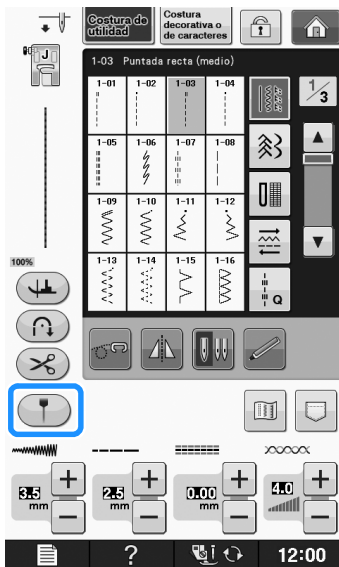 Costura de
utilidad
Costura
decorativa o
de caracteres
J
1-03 Puntada recta (medio)
1-01 1-02 1-03 1-04
1/3
1-05 1-06 1-07 1-08
1-09 1-10 1-11 1-12
1-13 1-14 1-15 1-16
Q
100%
3.5 mm
2.5 mm
0.00 mm
4.0
?
12:00